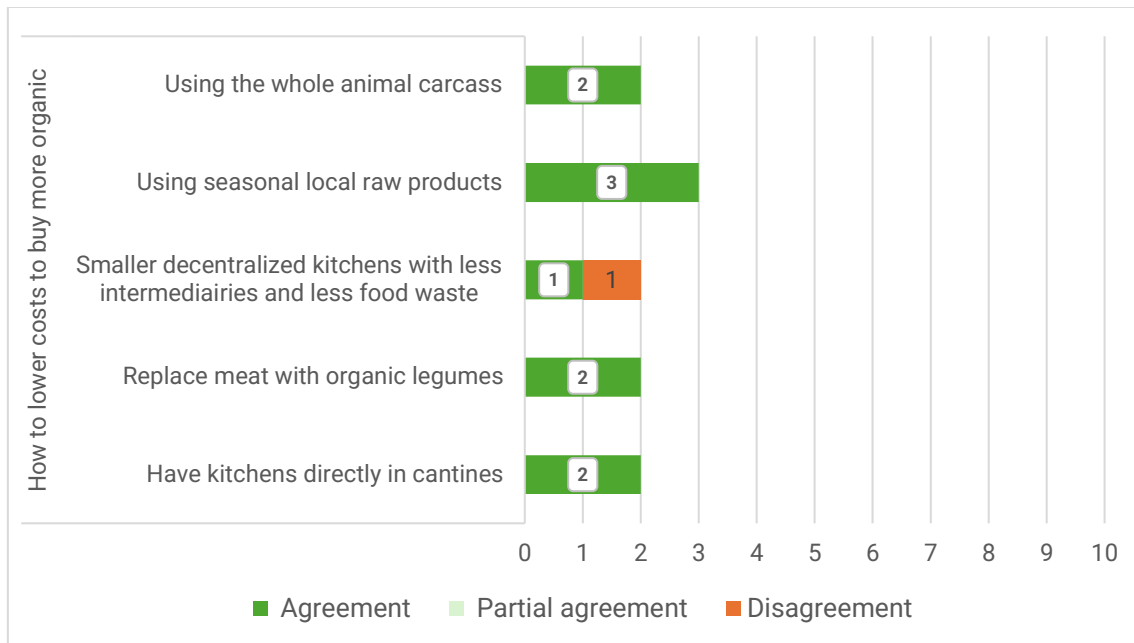 How to lower costs to buy more organic
Using the whole animal carcass
2
Using seasonal local raw products
3
Smaller decentralized kitchens with less
intermediairies and less food waste
1 1
Replace meat with organic legumes
2
Have kitchens directly in cantines
2
0 1 2 3 4 5 6 7 8 9 10
Agreement Partial agreement Disagreement